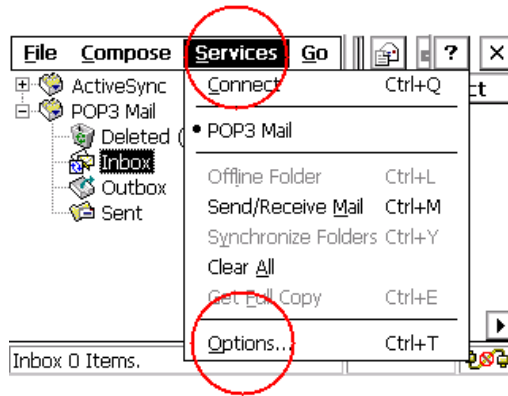 File Compose Services Go ?
Connect Ctrl+Q
ct
ActiveSync
POP3 Mail
Deleted (
Inbox
Outbox
Sent
POP3 Mail
Offline Folder Ctrl+L
Send/Receive Mail Ctrl+M
Synchronize Folders Ctrl+Y
Clear All
Get Full Copy Ctrl+E
Options... Ctrl+T
Inbox 0 Items.